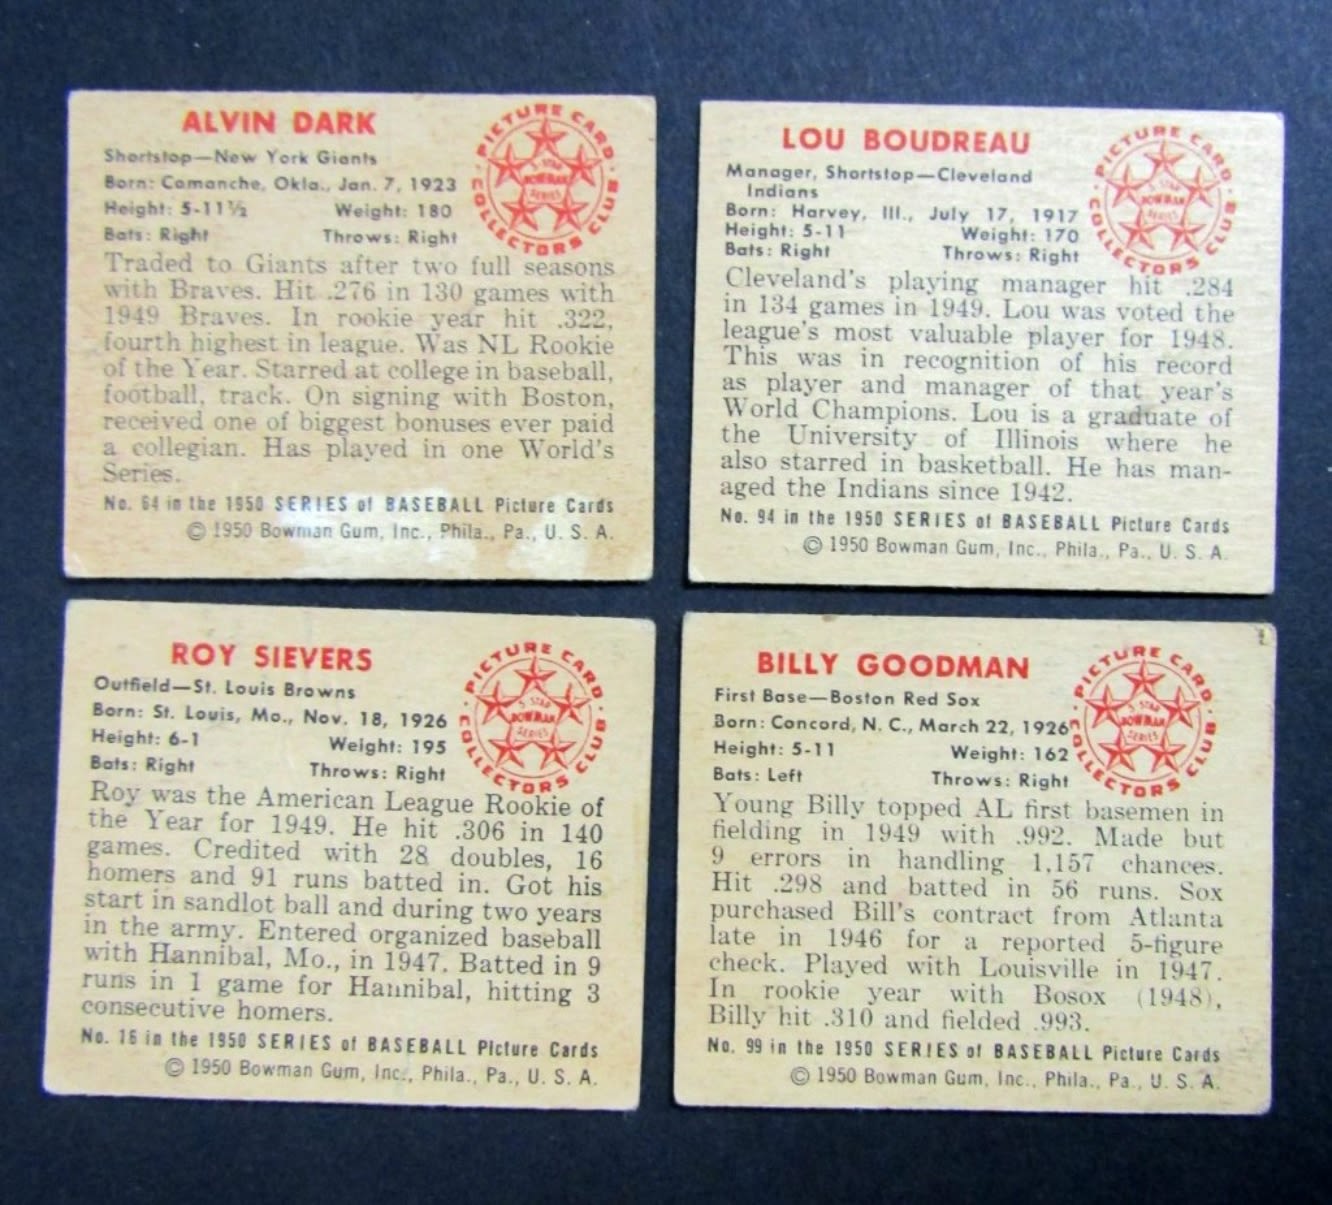 ALVIN DARK
Shortstop—New York Giants
Born: Comanche, Okla., Jan. 7, 1923
Height: 5-11½ Weight: 180
Bats: Right Throws: Right
PICTURE CARD COLLECTORS CLUB
5 STAR
BOWMAN
SERIES
Traded to Giants after two full seasons
with Braves. Hit .276 in 130 games with
1949 Braves. In rookie year hit .322,
fourth highest in league. Was NL Rookie
of the Year. Starred at college in baseball,
football, track. On signing with Boston,
received one of biggest bonuses ever paid
a collegian. Has played in one World's
Series.
No. 64 in the 1950 SERIES of BASEBALL Picture Cards
© 1950 Bowman Gum, Inc., Phila., Pa., U. S. A.
LOU BOUDREAU
Manager, Shortstop—Cleveland
Indians
Born: Harvey, Ill., July 17, 1917
Height: 5-11 Weight: 170
Bats: Right Throws: Right
PICTURE CARD COLLECTORS CLUB
5 STAR
BOWMAN
SERIES
Cleveland's playing manager hit .284
in 134 games in 1949. Lou was voted the
league's most valuable player for 1948.
This was in recognition of his record
as player and manager of that year's
World Champions. Lou is a graduate of
the University of Illinois where he
also starred in basketball. He has man-
aged the Indians since 1942.
No. 94 in the 1950 SERIES of BASEBALL Picture Cards
© 1950 Bowman Gum, Inc., Phila., Pa., U. S. A.
ROY SIEVERS
Outfield—St. Louis Browns
Born: St. Louis, Mo., Nov. 18, 1926
Height: 6-1 Weight: 195
Bats: Right Throws: Right
PICTURE CARD COLLECTORS CLUB
5 STAR
BOWMAN
SERIES
Roy was the American League Rookie of
the Year for 1949. He hit .306 in 140
games. Credited with 28 doubles, 16
homers and 91 runs batted in. Got his
start in sandlot ball and during two years
in the army. Entered organized baseball
with Hannibal, Mo., in 1947. Batted in 9
runs in 1 game for Hannibal, hitting 3
consecutive homers.
No. 16 in the 1950 SERIES of BASEBALL Picture Cards
© 1950 Bowman Gum, Inc., Phila., Pa., U. S. A.
BILLY GOODMAN
First Base—Boston Red Sox
Born: Concord, N. C., March 22, 1926
Height: 5-11 Weight: 162
Bats: Left Throws: Right
PICTURE CARD COLLECTORS CLUB
5 STAR
BOWMAN
SERIES
Young Billy topped AL first basemen in
fielding in 1949 with .992. Made but
9 errors in handling 1,157 chances.
Hit .298 and batted in 56 runs. Sox
purchased Bill's contract from Atlanta
late in 1946 for a reported 5-figure
check. Played with Louisville in 1947.
In rookie year with Bosox (1948),
Billy hit .310 and fielded .993.
No. 99 in the 1950 SERIES of BASEBALL Picture Cards
© 1950 Bowman Gum, Inc., Phila., Pa., U. S. A.